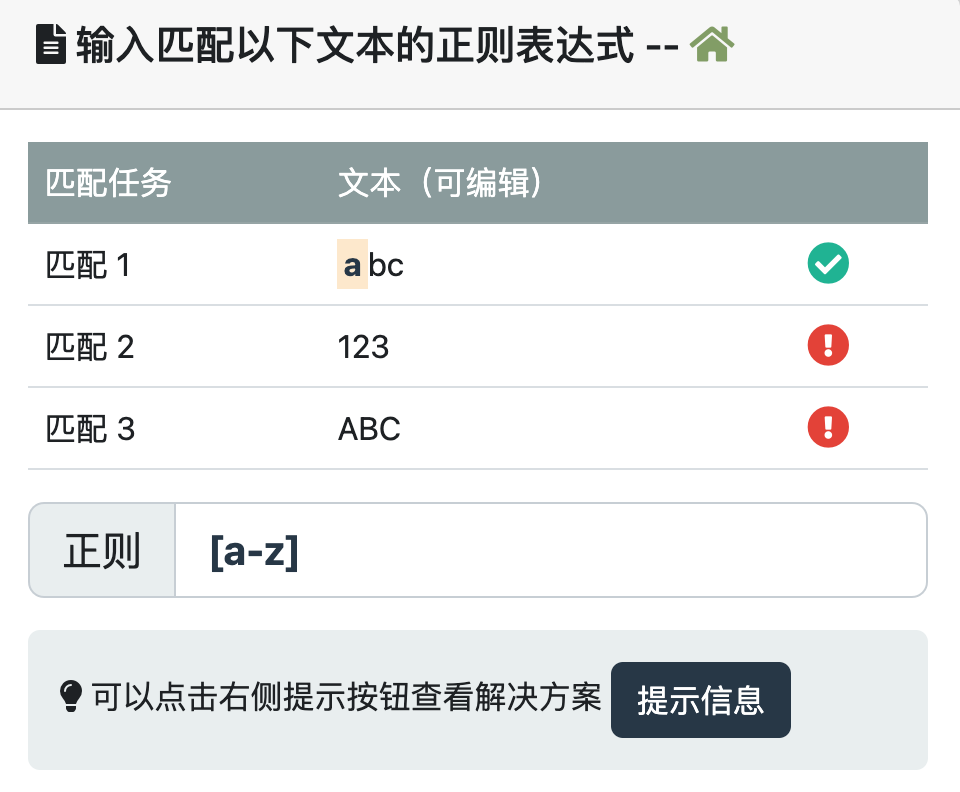 输入匹配以下文本的正则表达式 --
匹配任务 文本（可编辑）
匹配 1 abc
匹配 2 123
匹配 3 ABC
正则 [a-z]
可以点击右侧提示按钮查看解决方案 提示信息